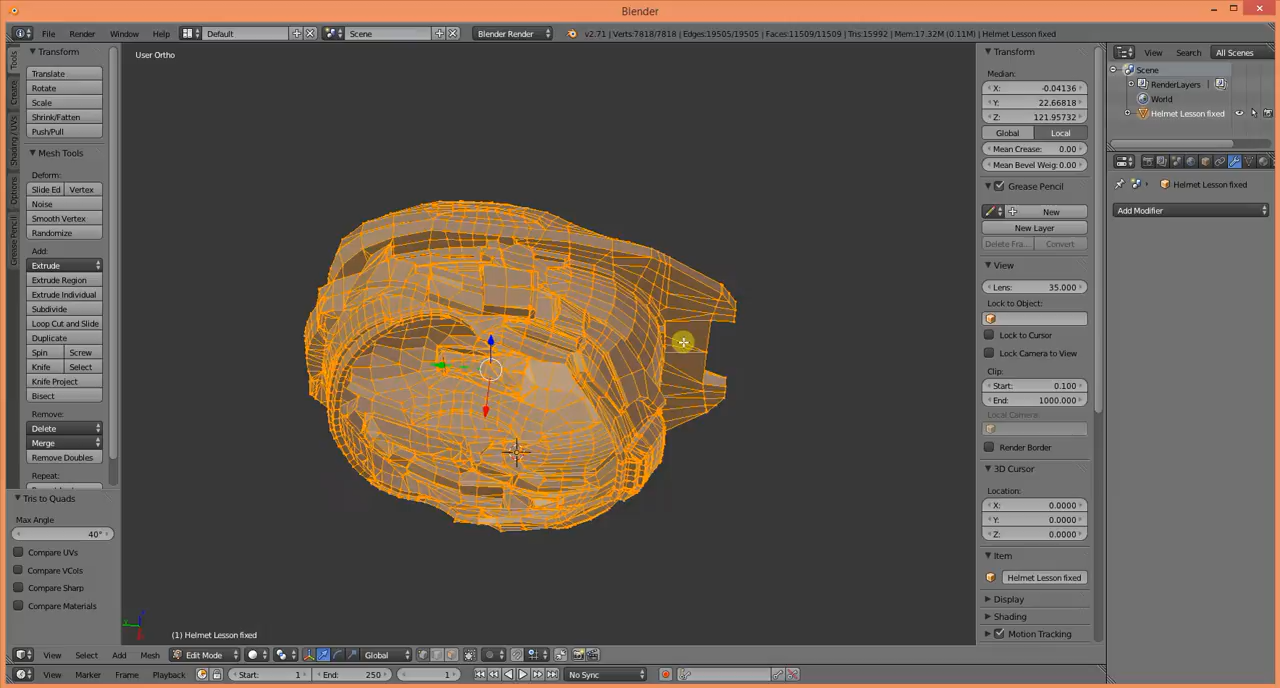 Blender
File Render Window Help Default Scene Blender Render v2.71 | Verts:7818/7818 | Edges:19505/19505 | Faces:11509/11509 | Tris:15992 | Mem:17.32M (0.11M) | Helmet Lesson fixed
Tools
Create
Shading / UVs
Options
Grease Pencil
Transform
Translate
Rotate
Scale
Shrink/Fatten
Push/Pull
Mesh Tools
Deform:
Slide Ed Vertex
Noise
Smooth Vertex
Randomize
Add:
Extrude
Extrude Region
Extrude Individual
Subdivide
Loop Cut and Slide
Duplicate
Spin Screw
Knife Select
Knife Project
Bisect
Remove:
Delete
Merge
Remove Doubles
Repeat:
Tris to Quads
Max Angle
40°
Compare UVs
Compare VCols
Compare Sharp
Compare Materials
User Ortho
(1) Helmet Lesson fixed
Transform
Median:
X: -0.04136
Y: 22.66818
Z: 121.95732
Global Local
Mean Crease: 0.00
Mean Bevel Weig: 0.00
Grease Pencil
New
New Layer
Delete Fra... Convert
View
Lens: 35.000
Lock to Object:
Lock to Cursor
Lock Camera to View
Clip:
Start: 0.100
End: 1000.000
Local Camera:
Render Border
3D Cursor
Location:
X: 0.0000
Y: 0.0000
Z: 0.0000
Item
Helmet Lesson fixed
Display
Shading
Motion Tracking
View Search All Scenes
Scene
RenderLayers
World
Helmet Lesson fixed
Helmet Lesson fixed
Add Modifier
View Select Add Mesh Edit Mode Global
View Marker Frame Playback Start: 1 End: 250 1 No Sync